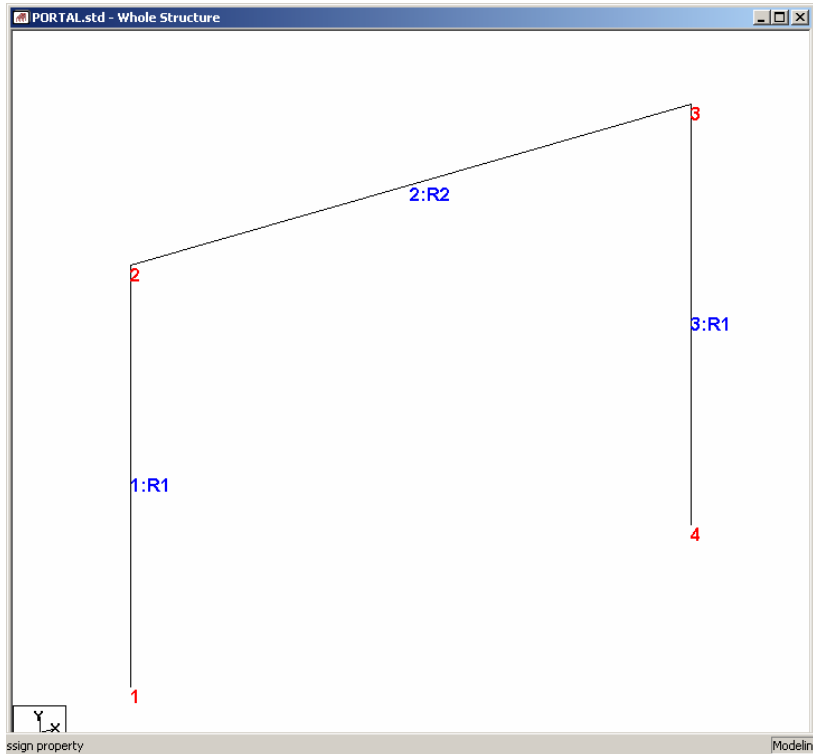 PORTAL.std - Whole Structure
3
2:R2
2
3:R1
1:R1
4
1
Y
X
ssign property
Modelin